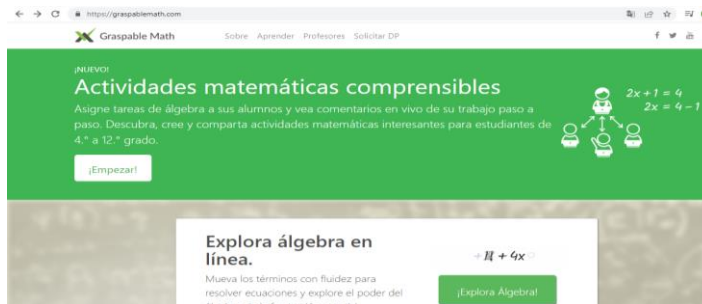 https://graspablemath.com
Graspable Math Sobre Aprender Profesores Solicitar DP
¡NUEVO!
Actividades matemáticas comprensibles
Asigne tareas de álgebra a sus alumnos y vea comentarios en vivo de su trabajo paso a
paso. Descubra, cree y comparta actividades matemáticas interesantes para estudiantes de
4.° a 12.° grado.
2x + 1 = 4
2x = 4 - 1
¡Empezar!
Explora álgebra en
línea.
Mueva los términos con fluidez para
resolver ecuaciones y explore el poder del
+ 4x
¡Explora Álgebra!